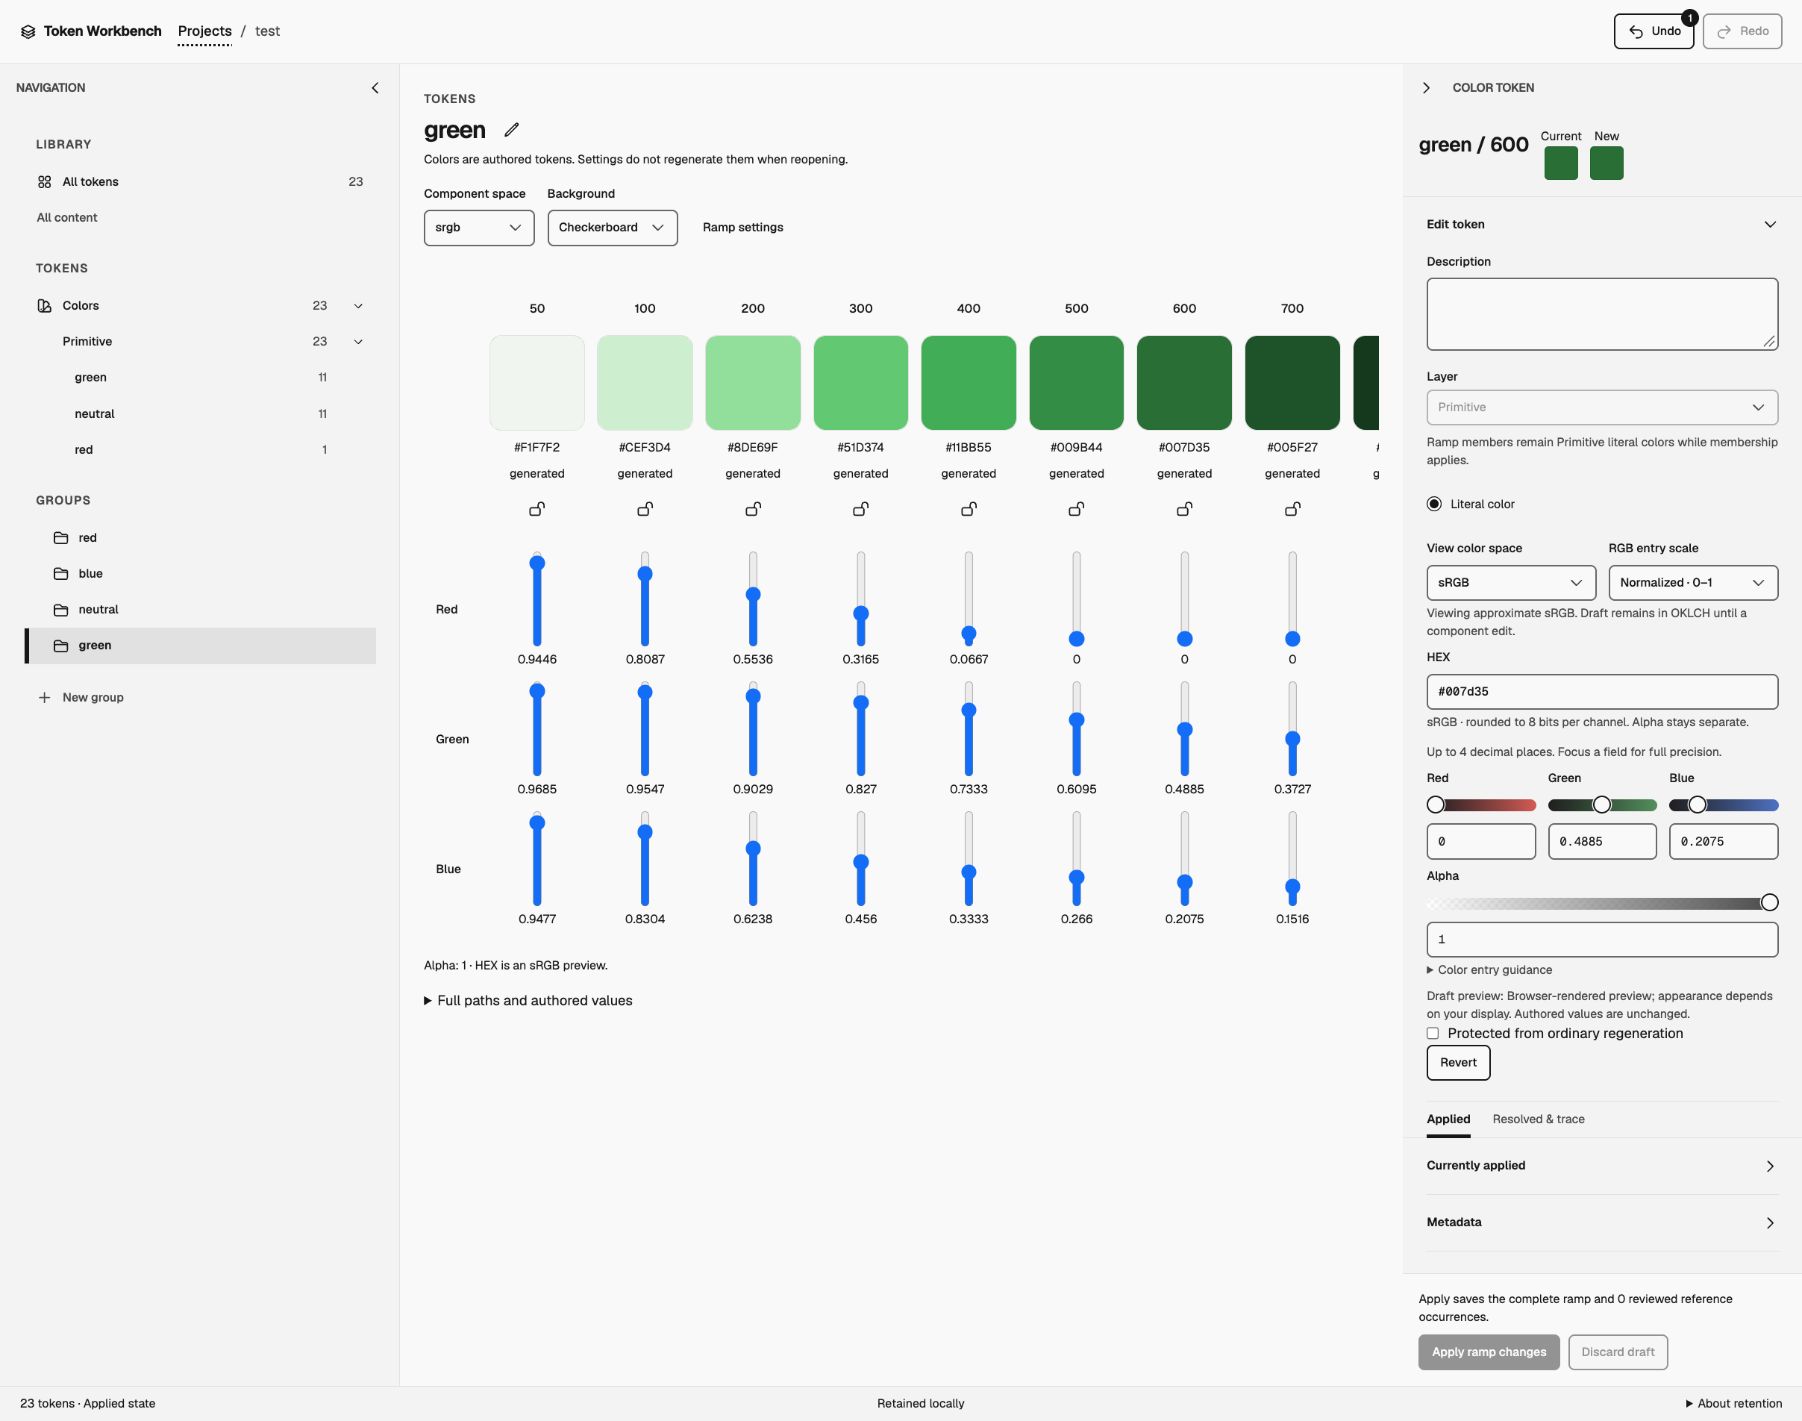 Token Workbench Projects / test
Undo 1 Redo
NAVIGATION
LIBRARY
All tokens 23
All content
TOKENS
Colors 23
Primitive 23
green 11
neutral 11
red 1
GROUPS
red
blue
neutral
green
New group
TOKENS
green
Colors are authored tokens. Settings do not regenerate them when reopening.
Component space Background
srgb Checkerboard Ramp settings
50 100 200 300 400 500 600 700
#F1F7F2 #CEF3D4 #8DE69F #51D374 #11BB55 #009B44 #007D35 #005F27 #
generated generated generated generated generated generated generated generated g
Red
0.9446 0.8087 0.5536 0.3165 0.0667 0 0 0
Green
0.9685 0.9547 0.9029 0.827 0.7333 0.6095 0.4885 0.3727
Blue
0.9477 0.8304 0.6238 0.456 0.3333 0.266 0.2075 0.1516
Alpha: 1 · HEX is an sRGB preview.
Full paths and authored values
COLOR TOKEN
green / 600 Current New
Edit token
Description
Layer
Primitive
Ramp members remain Primitive literal colors while membership
applies.
Literal color
View color space RGB entry scale
sRGB Normalized · 0–1
Viewing approximate sRGB. Draft remains in OKLCH until a
component edit.
HEX
#007d35
sRGB · rounded to 8 bits per channel. Alpha stays separate.
Up to 4 decimal places. Focus a field for full precision.
Red Green Blue
0 0.4885 0.2075
Alpha
1
Color entry guidance
Draft preview: Browser-rendered preview; appearance depends
on your display. Authored values are unchanged.
Protected from ordinary regeneration
Revert
Applied Resolved & trace
Currently applied
Metadata
Apply saves the complete ramp and 0 reviewed reference
occurrences.
Apply ramp changes Discard draft
23 tokens · Applied state Retained locally About retention